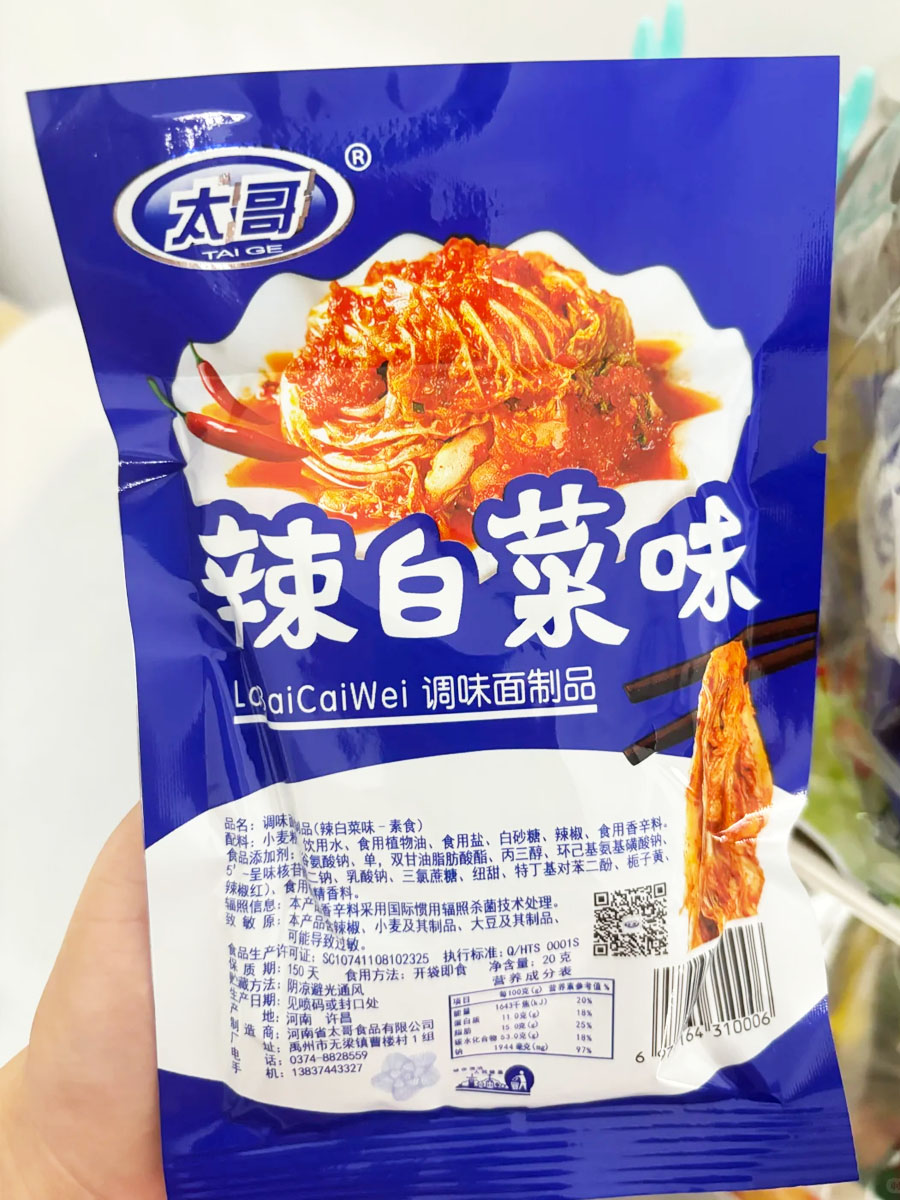 太哥
TAI GE
®
辣白菜味
LaBaiCaiWei 调味面制品
品名：调味面制品(辣白菜味-素食)
配料：小麦粉、饮用水、食用植物油、食用盐、白砂糖、辣椒、食用香辛料。
食品添加剂：谷氨酸钠、单，双甘油脂肪酸酯、丙三醇、环己基氨基磺酸钠、
5'-呈味核苷二钠、乳酸钠、三氯蔗糖、纽甜、特丁基对苯二酚、栀子黄、
辣椒红)、食用 精香料。
辐照信息：本产品香辛料采用国际惯用辐照杀菌技术处理。
致敏原：本产品含辣椒、小麦及其制品、大豆及其制品、
可能导致过敏。
食品生产许可证：SC10741108102325 执行标准：Q/HTS 0001S
保质期：150天 食用方法：开袋即食 净含量：20克
贮藏方法：阴凉避光通风
生产日期：见喷码或封口处
产地：河南 许昌
制造商：河南省太哥食品有限公司
厂址：禹州市无梁镇曹楼村1组
电话：0374-8828559
手机：13837443327
营养成分表
项目 每100克(g) 营养素参考值%
能量 1643千焦(kJ) 20%
蛋白质 11.0克(g) 18%
脂肪 15.0克(g) 25%
碳水化合物 53.0克(g) 18%
钠 1944毫克(mg) 97%
6 97164 310006